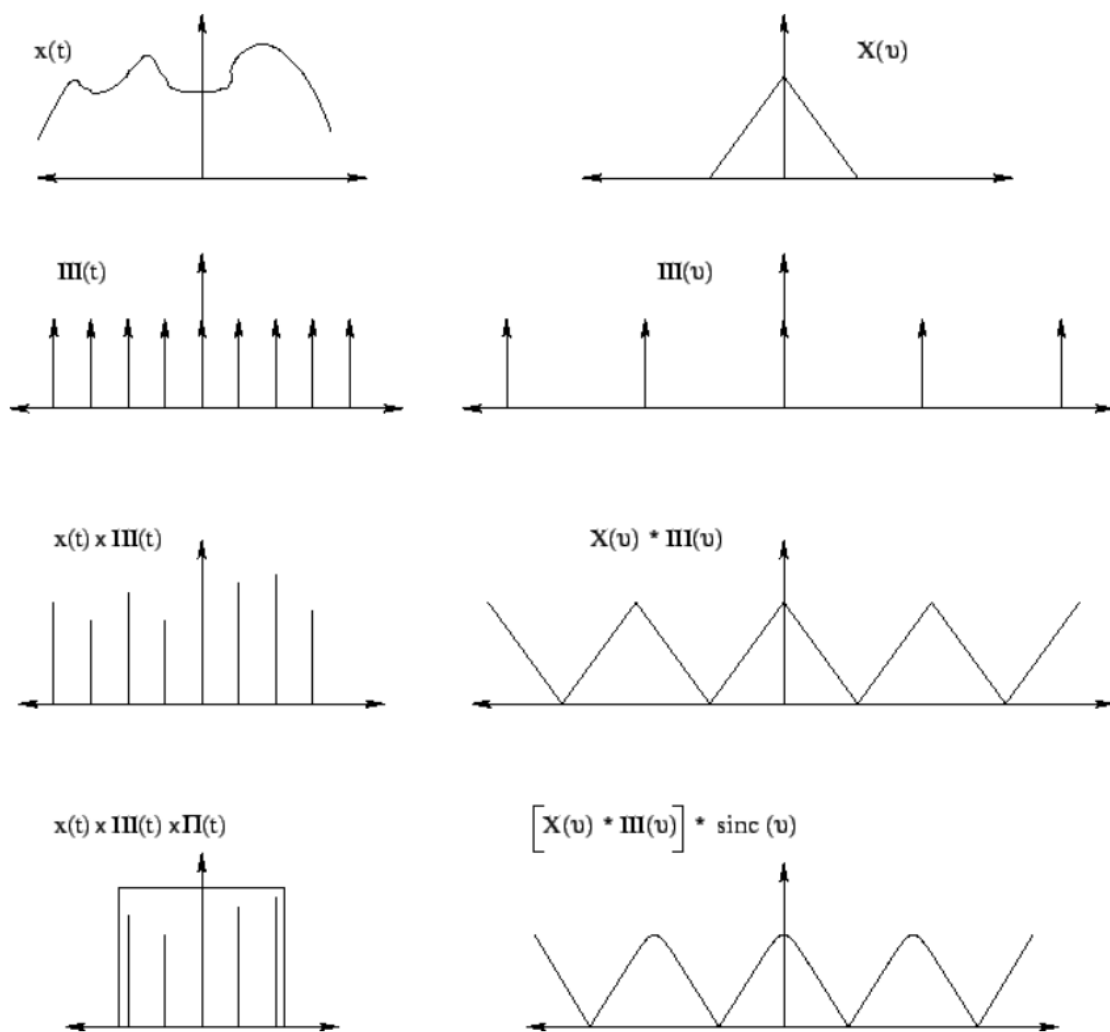 x(t)
X(υ)
III(t)
III(υ)
x(t) x III(t)
X(υ) * III(υ)
x(t) x III(t) x Π(t)
[X(υ) * III(υ)] * sinc (υ)